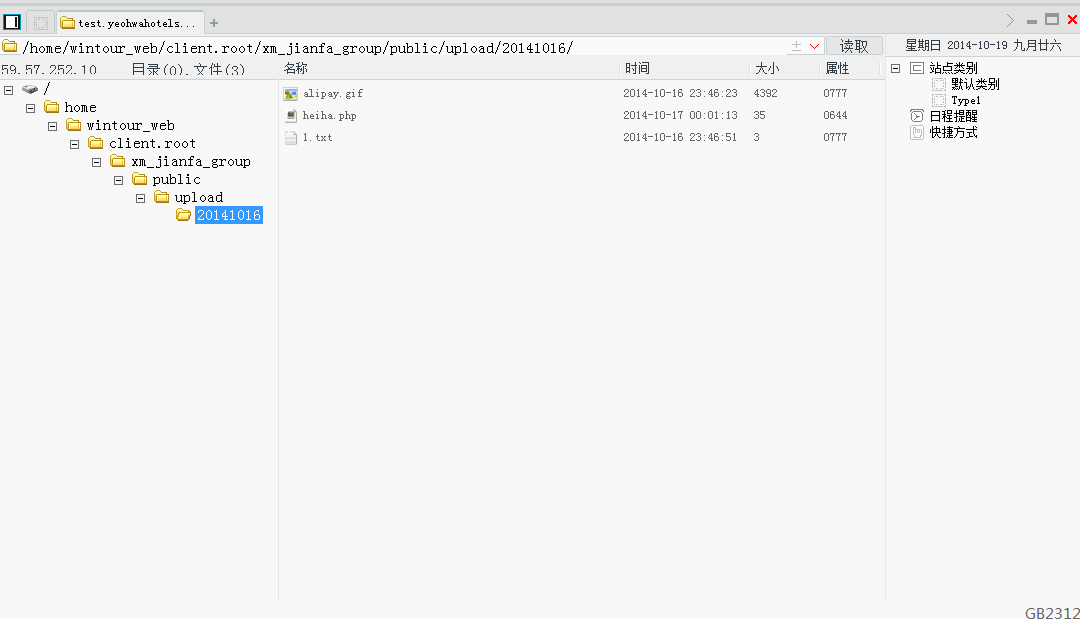 test.yeohwahotels...
/home/wintour_web/client.root/xm_jianfa_group/public/upload/20141016/
读取
星期日 2014-10-19 九月廿六
59.57.252.10 目录(0),文件(3)
名称 时间 大小 属性
/
home
wintour_web
client.root
xm_jianfa_group
public
upload
20141016
alipay.gif 2014-10-16 23:46:23 4392 0777
heiha.php 2014-10-17 00:01:13 35 0644
1.txt 2014-10-16 23:46:51 3 0777
站点类别
默认类别
Type1
日程提醒
快捷方式
GB2312